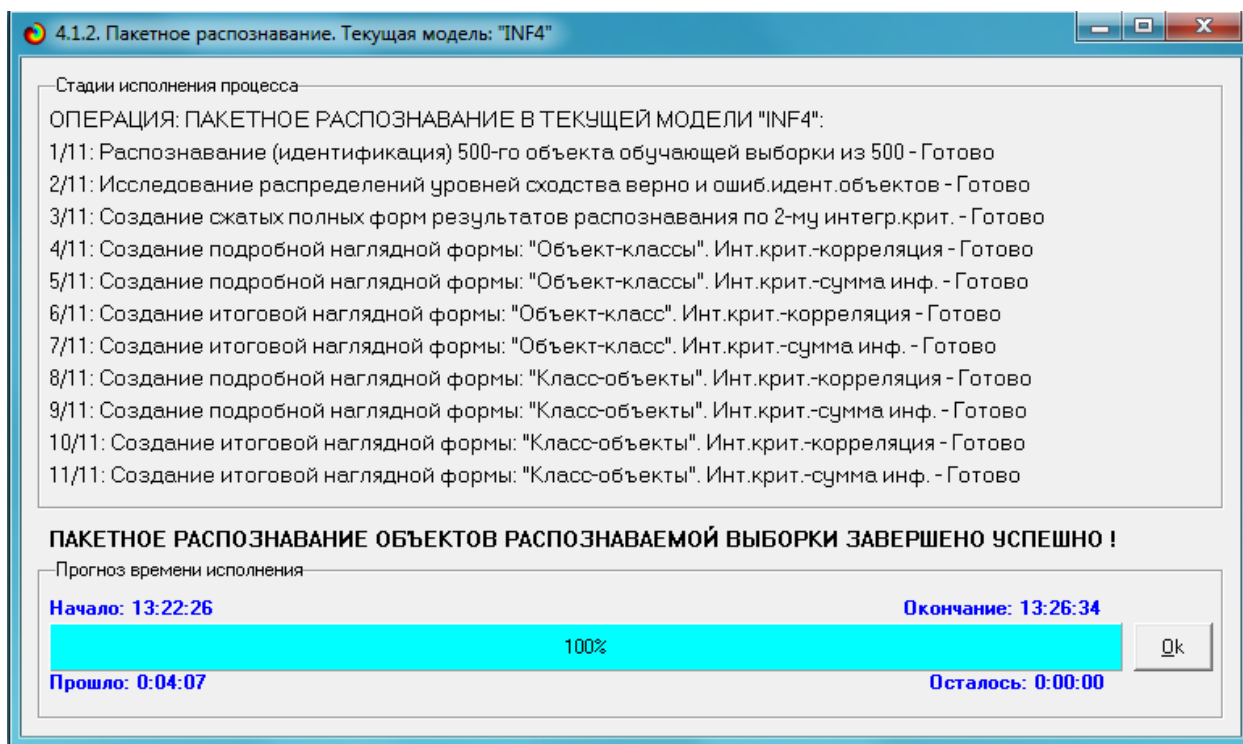 4.1.2. Пакетное распознавание. Текущая модель: "INF4"
Стадии исполнения процесса
ОПЕРАЦИЯ: ПАКЕТНОЕ РАСПОЗНАВАНИЕ В ТЕКУЩЕЙ МОДЕЛИ "INF4":
1/11: Распознавание (идентификация) 500-го объекта обучающей выборки из 500 - Готово
2/11: Исследование распределений уровней сходства верно и ошиб.идент.объектов - Готово
3/11: Создание сжатых полных форм результатов распознавания по 2-му интегр.крит. - Готово
4/11: Создание подробной наглядной формы: "Объект-классы". Инт.крит.-корреляция - Готово
5/11: Создание подробной наглядной формы: "Объект-классы". Инт.крит.-сумма инф. - Готово
6/11: Создание итоговой наглядной формы: "Объект-класс". Инт.крит.-корреляция - Готово
7/11: Создание итоговой наглядной формы: "Объект-класс". Инт.крит.-сумма инф. - Готово
8/11: Создание подробной наглядной формы: "Класс-объекты". Инт.крит.-корреляция - Готово
9/11: Создание подробной наглядной формы: "Класс-объекты". Инт.крит.-сумма инф. - Готово
10/11: Создание итоговой наглядной формы: "Класс-объекты". Инт.крит.-корреляция - Готово
11/11: Создание итоговой наглядной формы: "Класс-объекты". Инт.крит.-сумма инф. - Готово
ПАКЕТНОЕ РАСПОЗНАВАНИЕ ОБЪЕКТОВ РАСПОЗНАВАЕМОЙ ВЫБОРКИ ЗАВЕРШЕНО УСПЕШНО !
Прогноз времени исполнения
Начало: 13:22:26 Окончание: 13:26:34
100% Ok
Прошло: 0:04:07 Осталось: 0:00:00